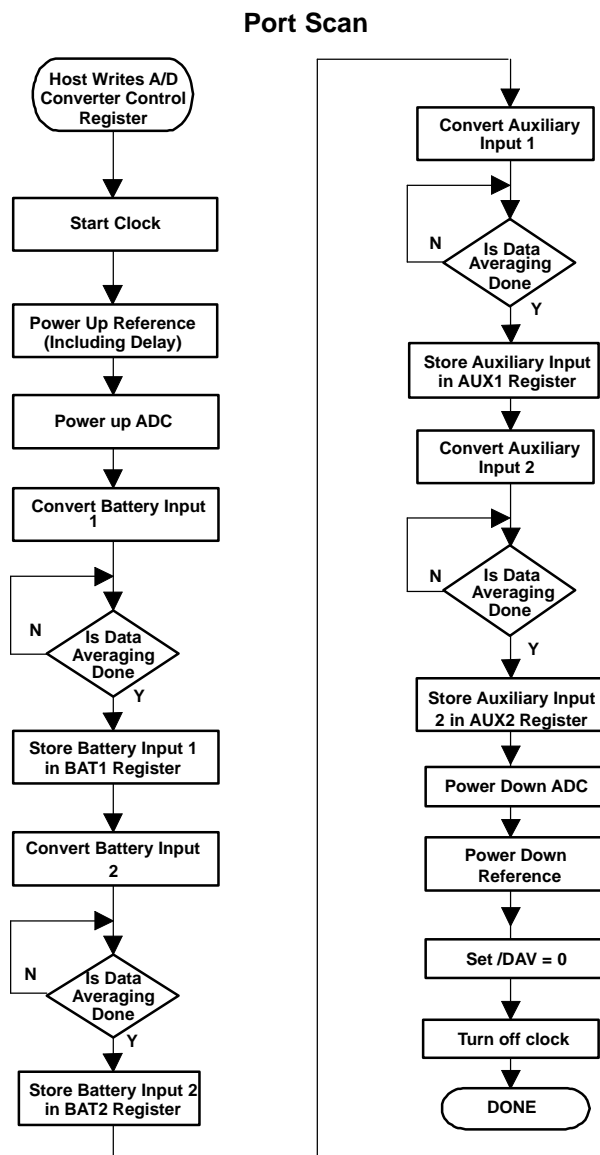 Port Scan
Host Writes A/D
Converter Control
Register
Start Clock
Power Up Reference
(Including Delay)
Power up ADC
Convert Battery Input
1
Is Data
Averaging
Done
N
Y
Store Battery Input 1
in BAT1 Register
Convert Battery Input
2
Is Data
Averaging
Done
N
Y
Store Battery Input 2
in BAT2 Register
Convert Auxiliary
Input 1
Is Data
Averaging
Done
N
Y
Store Auxiliary Input
in AUX1 Register
Convert Auxiliary
Input 2
Is Data
Averaging
Done
N
Y
Store Auxiliary Input
2 in AUX2 Register
Power Down ADC
Power Down
Reference
Set /DAV = 0
Turn off clock
DONE